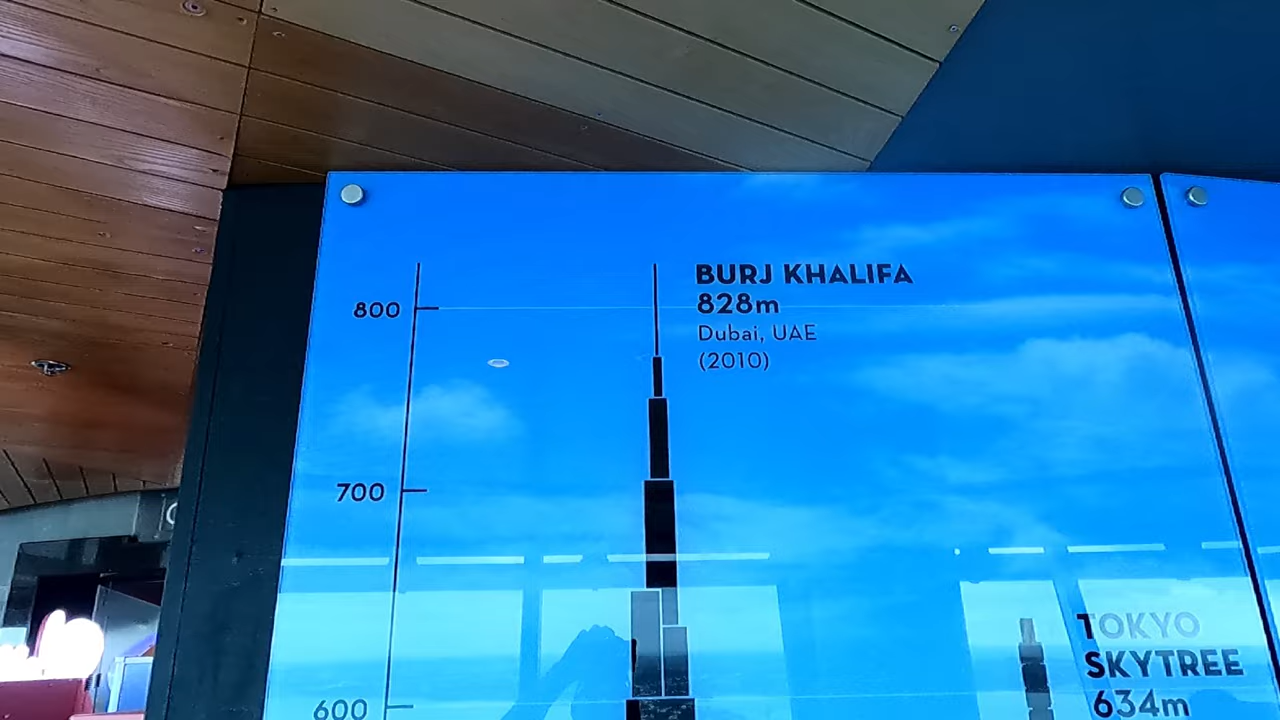 800
BURJ KHALIFA
828m
Dubai, UAE
(2010)
700
600
TOKYO
SKYTREE
634m